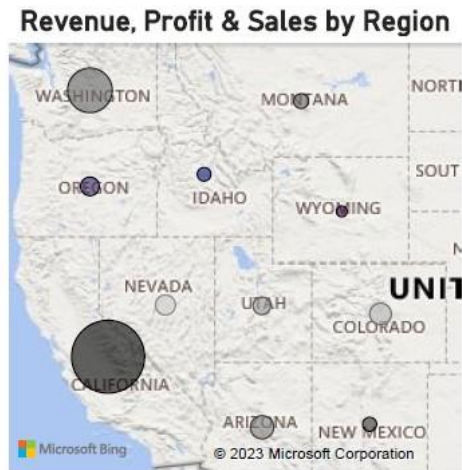 Revenue, Profit & Sales by Region
WASHINGTON
MONTANA
NORT
OREGON
IDAHO
SOUT
WYOMING
N
NEVADA
UTAH
UNIT
COLORADO
CALIFORNIA
ARIZONA
NEW MEXICO
Microsoft Bing
© 2023 Microsoft Corporation